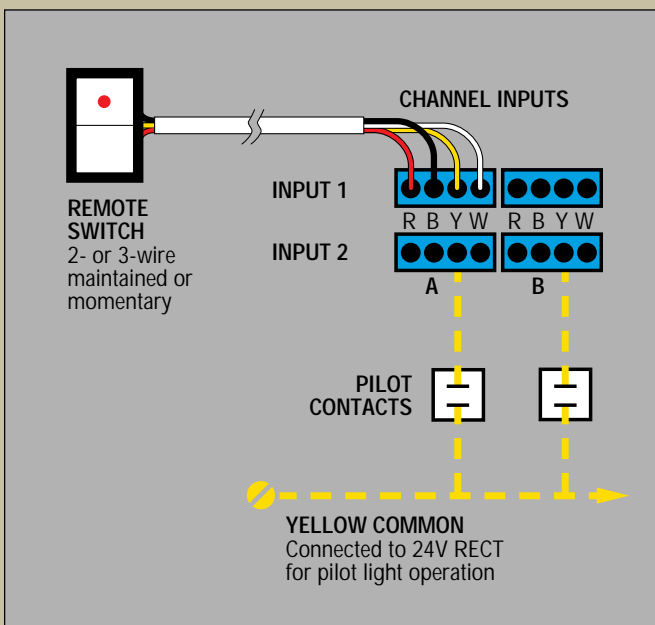 CHANNEL INPUTS
INPUT 1
R B Y W
R B Y W
INPUT 2
A
B
REMOTE
SWITCH
2- or 3-wire
maintained or
momentary
PILOT
CONTACTS
YELLOW COMMON
Connected to 24V RECT
for pilot light operation